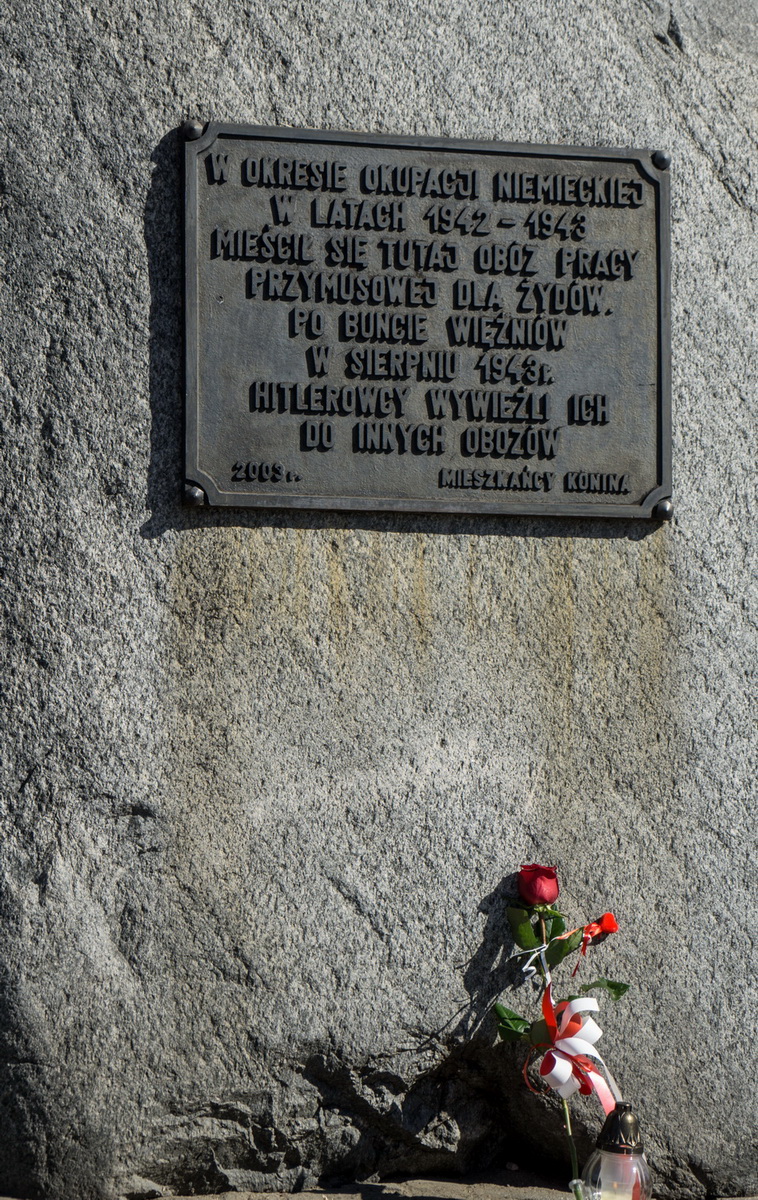 W OKRESIE OKUPACJI NIEMIECKIEJ
W LATACH 1942 – 1943
MIEŚCIŁ SIĘ TUTAJ OBÓZ PRACY
PRZYMUSOWEJ DLA ŻYDÓW.
PO BUNCIE WIĘŹNIÓW
W SIERPNIU 1943r.
HITLEROWCY WYWIEŹLI ICH
DO INNYCH OBOZÓW
2003r. MIESZKAŃCY KONINA